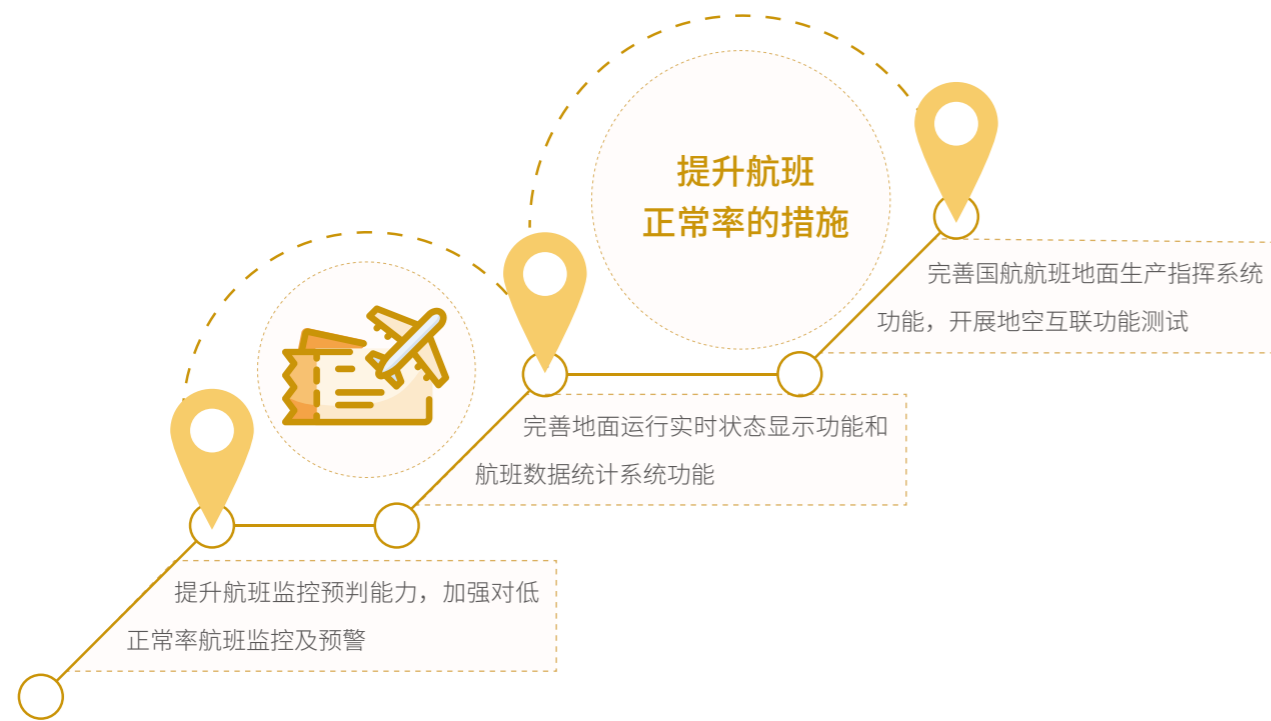 提升航班
正常率的措施
完善国航航班地面生产指挥系统
功能，开展地空互联功能测试
完善地面运行实时状态显示功能和
航班数据统计系统功能
提升航班监控预判能力，加强对低
正常率航班监控及预警